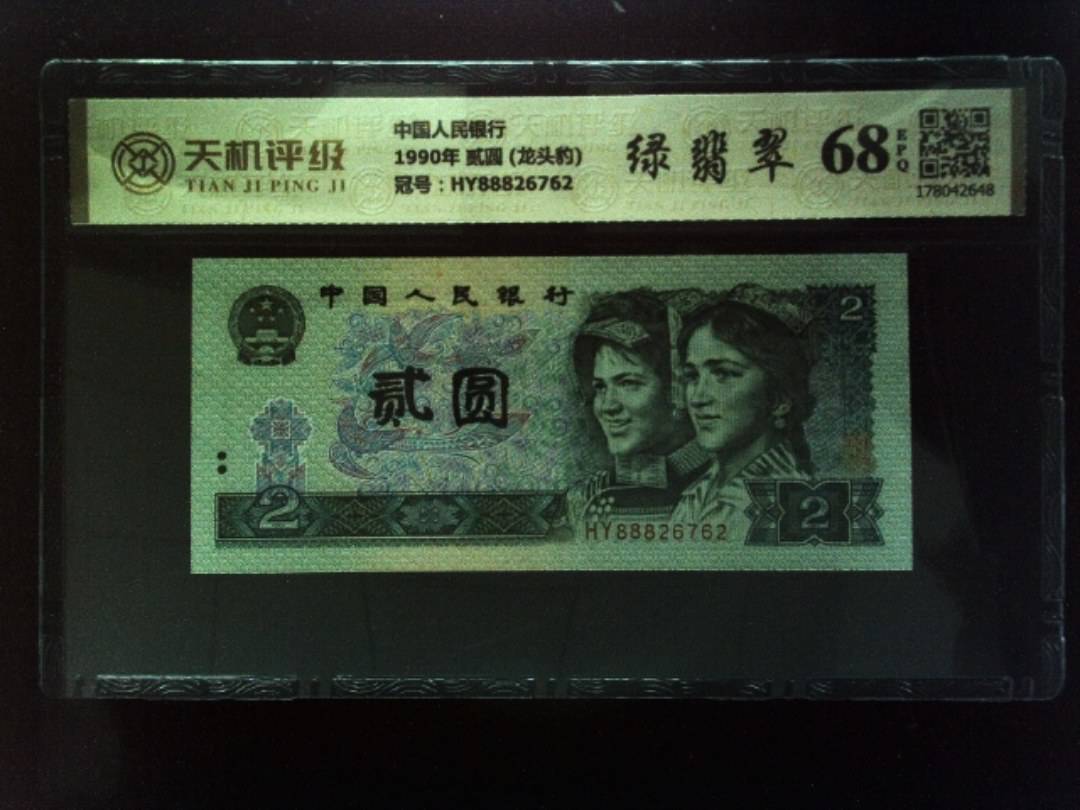 天机评级
TIAN JI PING JI
中国人民银行
1990年 贰圆 (龙头豹)
冠号：HY88826762
绿翡翠
68
EPQ
178042648
中国人民银行
贰圆
2
2
HY88826762
2